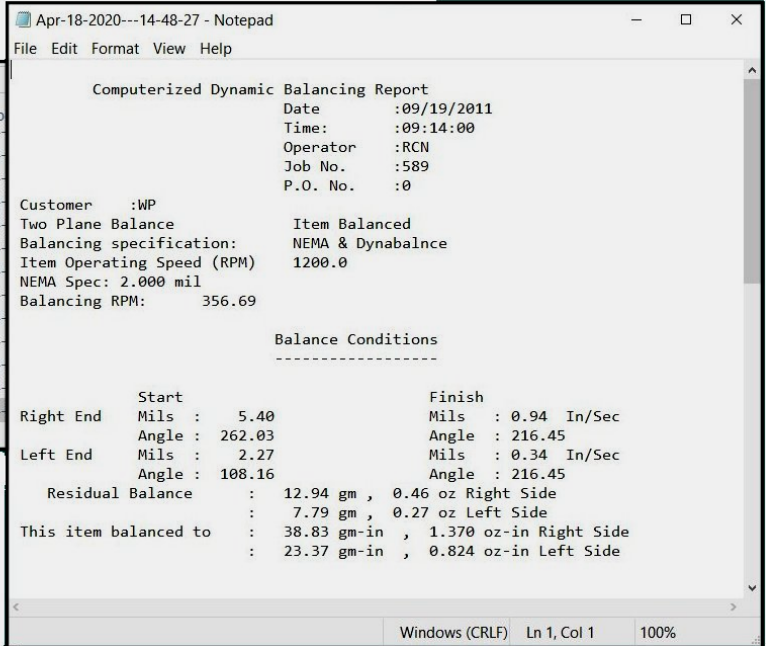 Apr-18-2020---14-48-27 - Notepad
File Edit Format View Help
Computerized Dynamic Balancing Report
Date :09/19/2011
Time: :09:14:00
Operator :RCN
Job No. :589
P.O. No. :0
Customer :WP
Two Plane Balance Item Balanced
Balancing specification: NEMA & Dynabalnce
Item Operating Speed (RPM) 1200.0
NEMA Spec: 2.000 mil
Balancing RPM: 356.69
Balance Conditions
------------------
Start Finish
Right End Mils : 5.40 Mils : 0.94 In/Sec
Angle : 262.03 Angle : 216.45
Left End Mils : 2.27 Mils : 0.34 In/Sec
Angle : 108.16 Angle : 216.45
Residual Balance : 12.94 gm , 0.46 oz Right Side
: 7.79 gm , 0.27 oz Left Side
This item balanced to : 38.83 gm-in , 1.370 oz-in Right Side
: 23.37 gm-in , 0.824 oz-in Left Side
Windows (CRLF) Ln 1, Col 1 100%